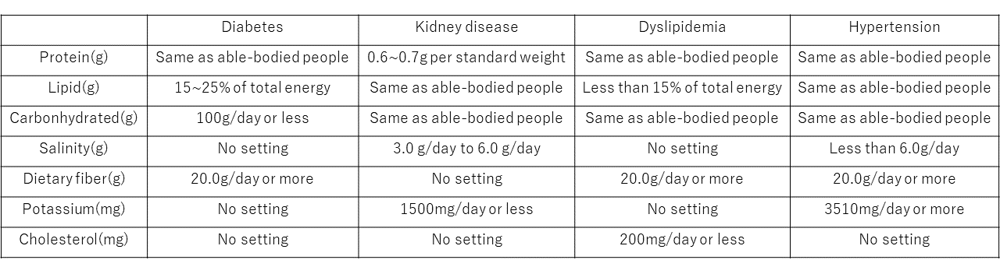 Diabetes Kidney disease Dyslipidemia Hypertension
Protein(g) Same as able-bodied people 0.6~0.7g per standard weight Same as able-bodied people Same as able-bodied people
Lipid(g) 15~25% of total energy Same as able-bodied people Less than 15% of total energy Same as able-bodied people
Carbonhydrated(g) 100g/day or less Same as able-bodied people Same as able-bodied people Same as able-bodied people
Salinity(g) No setting 3.0 g/day to 6.0 g/day No setting Less than 6.0g/day
Dietary fiber(g) 20.0g/day or more No setting 20.0g/day or more 20.0g/day or more
Potassium(mg) No setting 1500mg/day or less No setting 3510mg/day or more
Cholesterol(mg) No setting No setting 200mg/day or less No setting